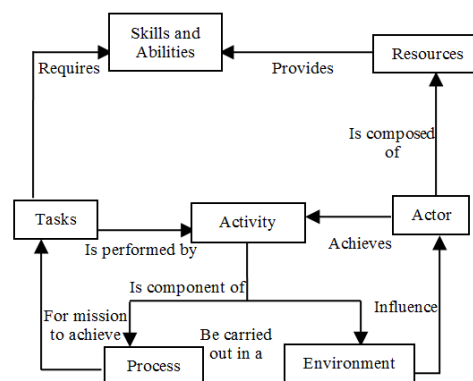 Skills and
Abilities
Resources
Requires
Provides
Is composed
of
Tasks
Activity
Actor
Is performed by
Achieves
Is component of
For mission
to achieve
Influence
Be carried
out in a
Process
Environment